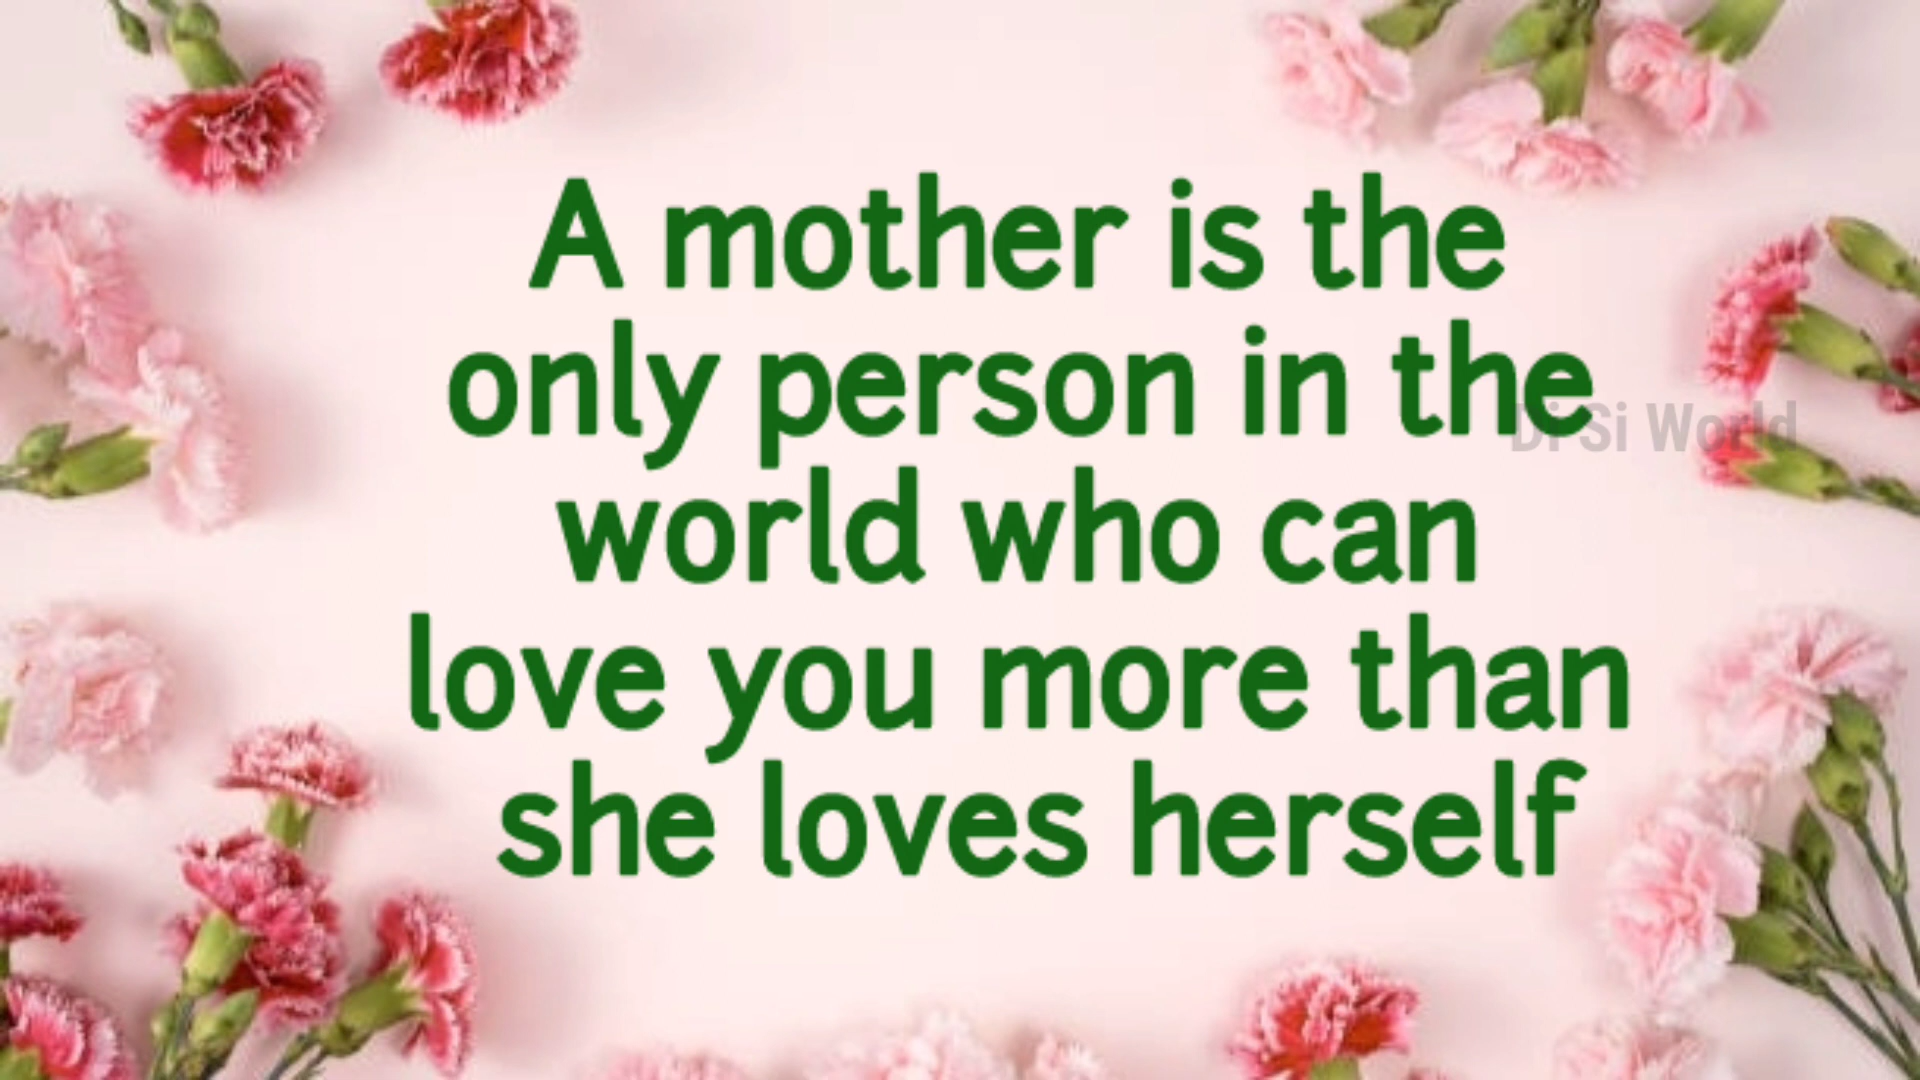 A mother is the
only person in the
world who can
love you more than
she loves herself
Di Si World